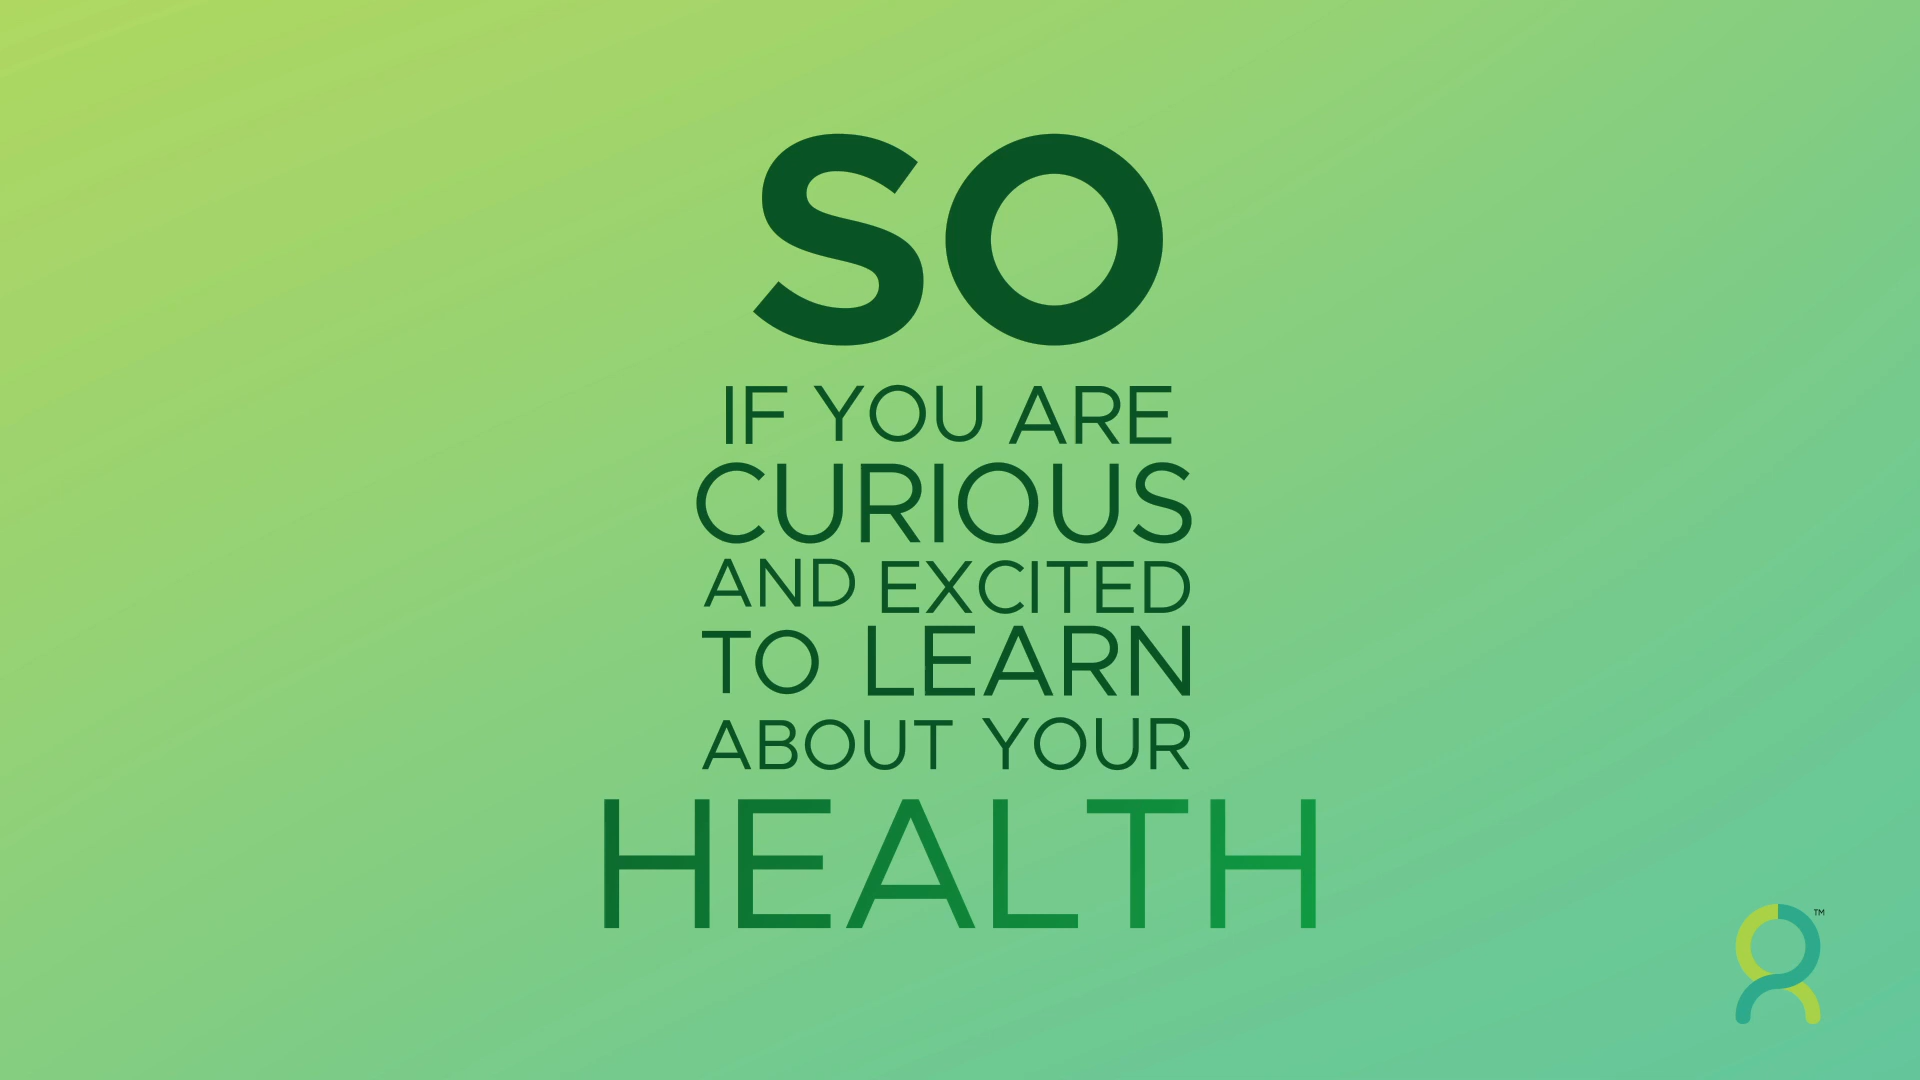 SO
IF YOU ARE
CURIOUS
AND EXCITED
TO LEARN
ABOUT YOUR
HEALTH
TM